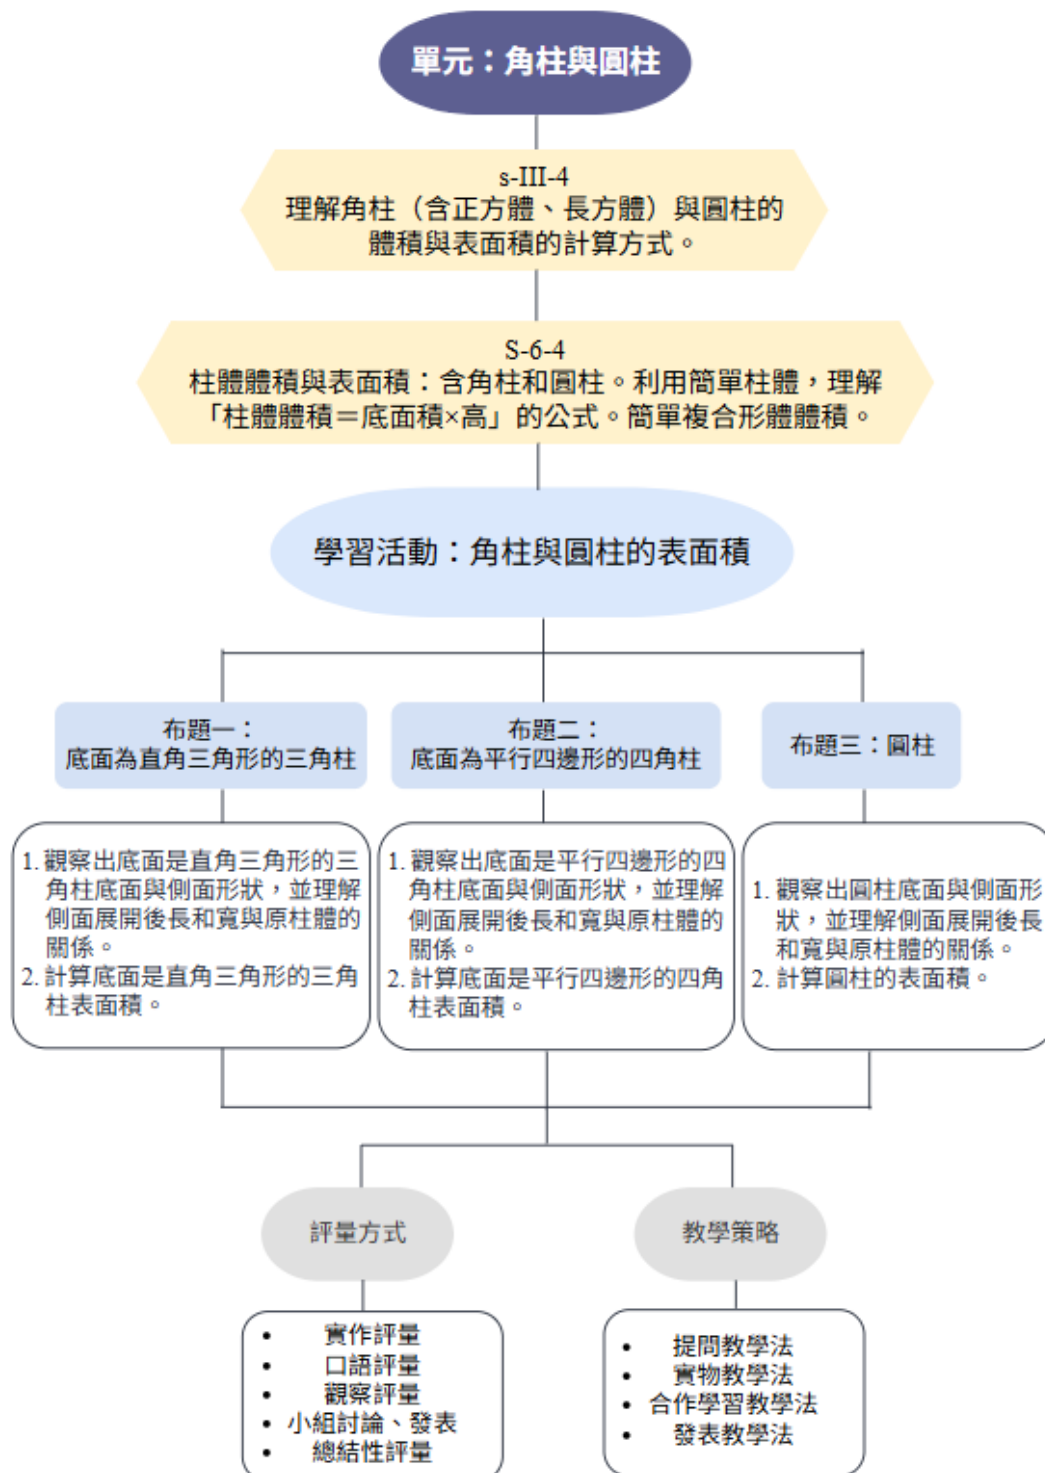 單元：角柱與圓柱
s-III-4
理解角柱（含正方體、長方體）與圓柱的
體積與表面積的計算方式。
S-6-4
柱體體積與表面積：含角柱和圓柱。利用簡單柱體，理解
「柱體體積＝底面積×高」的公式。簡單複合形體體積。
學習活動：角柱與圓柱的表面積
布題一：
底面為直角三角形的三角柱
布題二：
底面為平行四邊形的四角柱
布題三：圓柱
1. 觀察出底面是直角三角形的三
角柱底面與側面形狀，並理解
側面展開後長和寬與原柱體的
關係。
2. 計算底面是直角三角形的三角
柱表面積。
1. 觀察出底面是平行四邊形的四
角柱底面與側面形狀，並理解
側面展開後長和寬與原柱體的
關係。
2. 計算底面是平行四邊形的四角
柱表面積。
1. 觀察出圓柱底面與側面形
狀，並理解側面展開後長
和寬與原柱體的關係。
2. 計算圓柱的表面積。
評量方式
• 實作評量
• 口語評量
• 觀察評量
• 小組討論、發表
• 總結性評量
教學策略
• 提問教學法
• 實物教學法
• 合作學習教學法
• 發表教學法